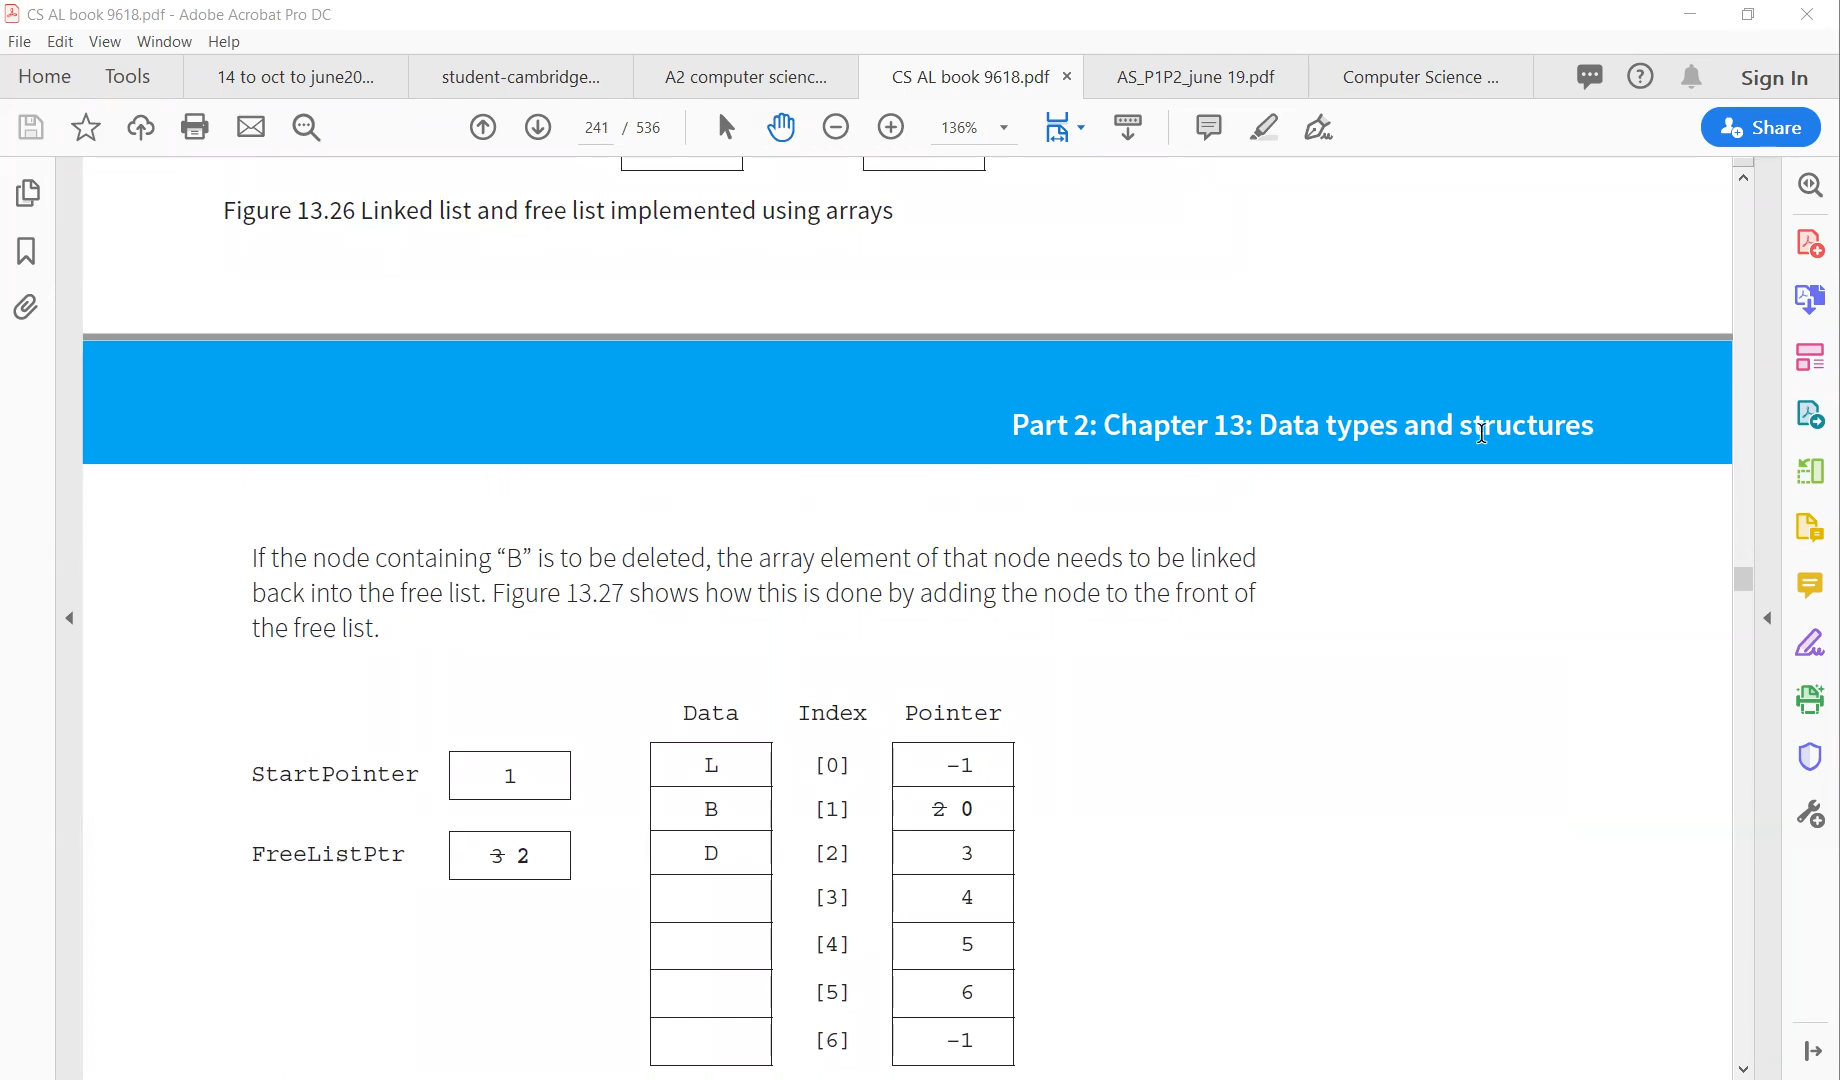 CS AL book 9618.pdf - Adobe Acrobat Pro DC
File Edit View Window Help
Home Tools 14 to oct to june20... student-cambridge... A2 computer scienc... CS AL book 9618.pdf × AS_P1P2_june 19.pdf Computer Science ... Sign In
241 / 536 136% Share
Figure 13.26 Linked list and free list implemented using arrays
Part 2: Chapter 13: Data types and structures
If the node containing “B” is to be deleted, the array element of that node needs to be linked
back into the free list. Figure 13.27 shows how this is done by adding the node to the front of
the free list.
Data Index Pointer
StartPointer 1 L [0] -1
B [1] 2 0
FreeListPtr 3 2 D [2] 3
[3] 4
[4] 5
[5] 6
[6] -1